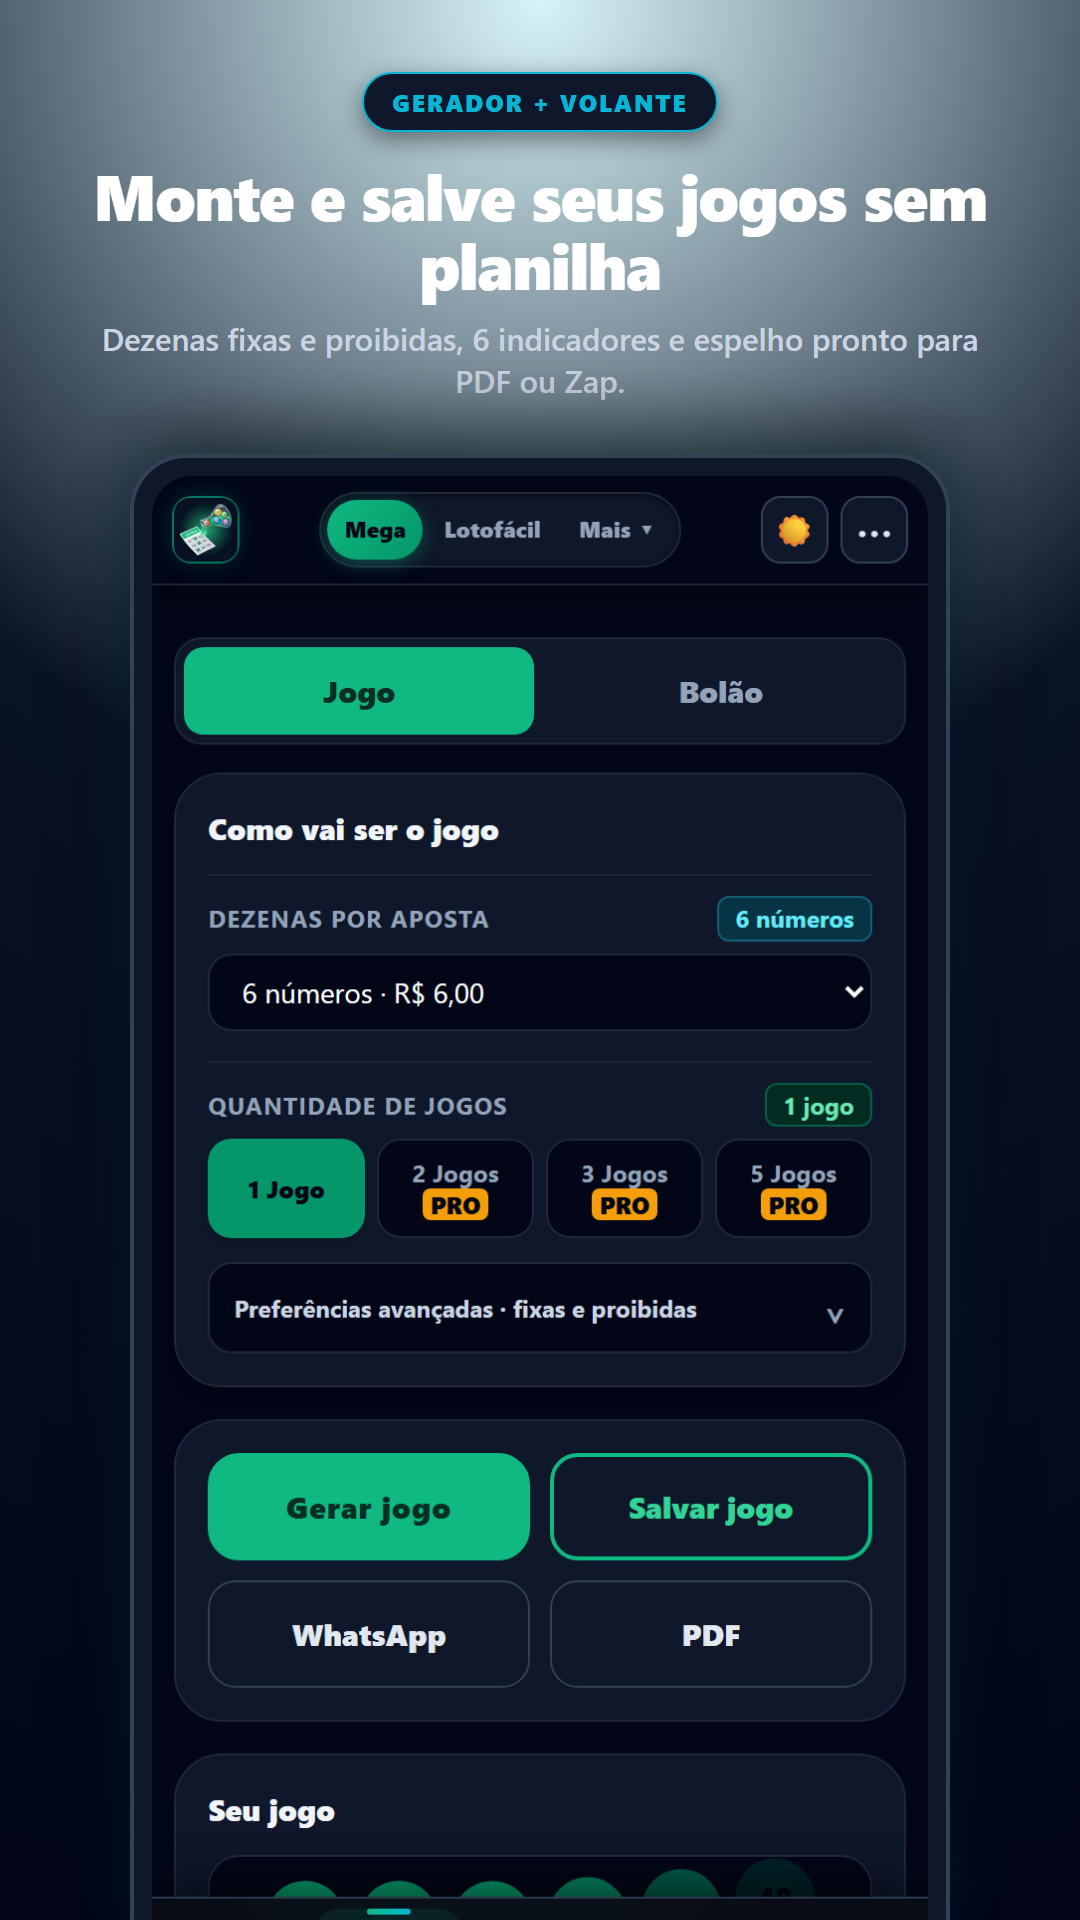 GERADOR + VOLANTE
Monte e salve seus jogos sem
planilha
Dezenas fixas e proibidas, 6 indicadores e espelho pronto para
PDF ou Zap.
Mega
Lotofácil
Mais ▼
...
Jogo
Bolão
Como vai ser o jogo
DEZENAS POR APOSTA
6 números
6 números · R$ 6,00
QUANTIDADE DE JOGOS
1 jogo
1 Jogo
2 Jogos
PRO
3 Jogos
PRO
5 Jogos
PRO
Preferências avançadas · fixas e proibidas
Gerar jogo
Salvar jogo
WhatsApp
PDF
Seu jogo